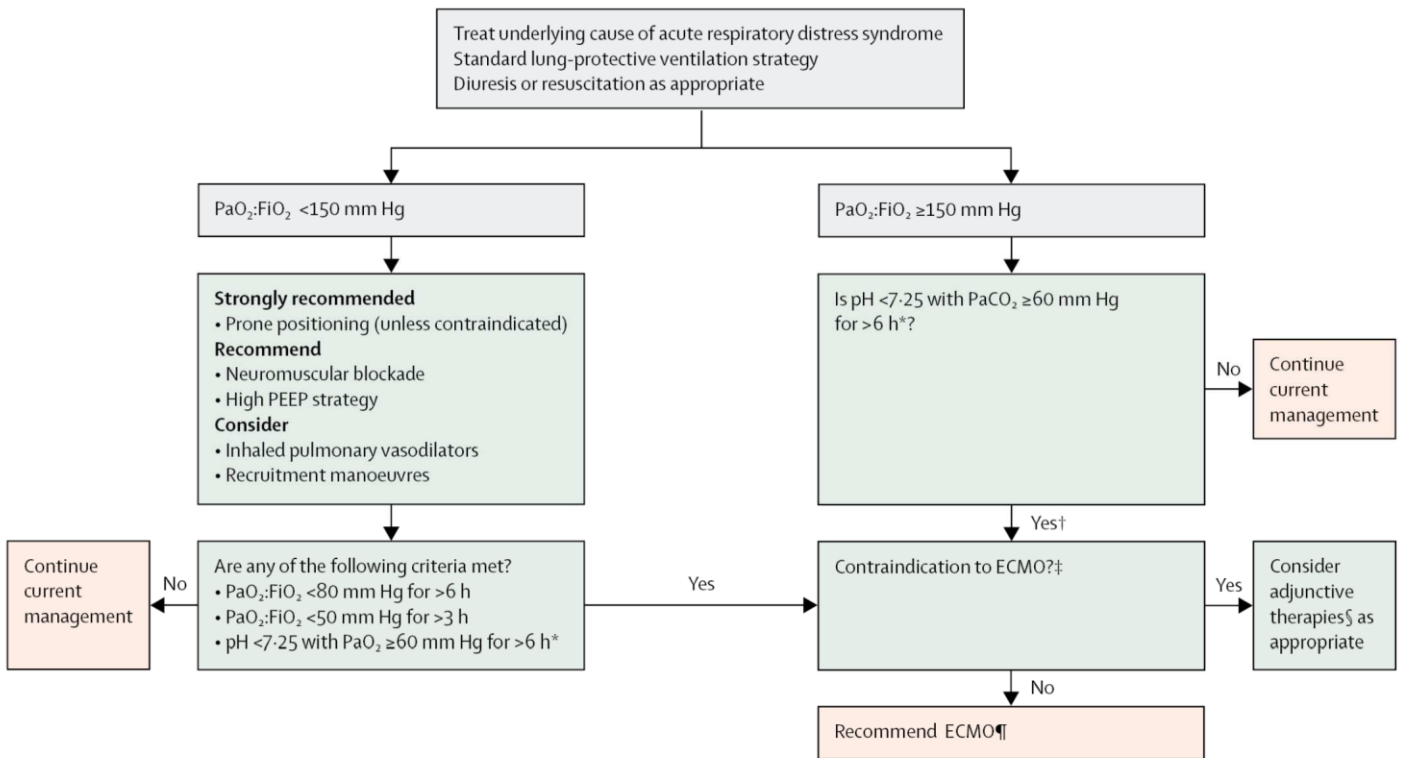 Treat underlying cause of acute respiratory distress syndrome
Standard lung-protective ventilation strategy
Diuresis or resuscitation as appropriate
PaO₂:FiO₂ <150 mm Hg
PaO₂:FiO₂ ≥150 mm Hg
Strongly recommended
• Prone positioning (unless contraindicated)
Recommend
• Neuromuscular blockade
• High PEEP strategy
Consider
• Inhaled pulmonary vasodilators
• Recruitment manoeuvres
Is pH <7·25 with PaCO₂ ≥60 mm Hg
for >6 h*?
No
Continue
current
management
Yes†
Continue
current
management
No
Are any of the following criteria met?
• PaO₂:FiO₂ <80 mm Hg for >6 h
• PaO₂:FiO₂ <50 mm Hg for >3 h
• pH <7·25 with PaO₂ ≥60 mm Hg for >6 h*
Yes
Contraindication to ECMO?‡
Yes
Consider
adjunctive
therapies§ as
appropriate
No
Recommend ECMO¶